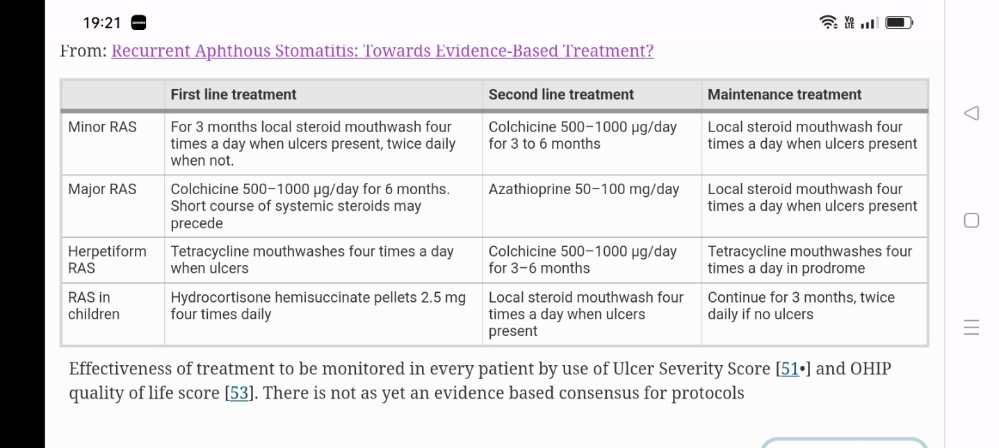 19:21
zomato
Vo
LTE
From: Recurrent Aphthous Stomatitis: Towards Evidence-Based Treatment?
First line treatment
Second line treatment
Maintenance treatment
Minor RAS
For 3 months local steroid mouthwash four
times a day when ulcers present, twice daily
when not.
Colchicine 500–1000 μg/day
for 3 to 6 months
Local steroid mouthwash four
times a day when ulcers present
Major RAS
Colchicine 500–1000 μg/day for 6 months.
Short course of systemic steroids may
precede
Azathioprine 50–100 mg/day
Local steroid mouthwash four
times a day when ulcers present
Herpetiform
RAS
Tetracycline mouthwashes four times a day
when ulcers
Colchicine 500–1000 μg/day
for 3–6 months
Tetracycline mouthwashes four
times a day in prodrome
RAS in
children
Hydrocortisone hemisuccinate pellets 2.5 mg
four times daily
Local steroid mouthwash four
times a day when ulcers
present
Continue for 3 months, twice
daily if no ulcers
Effectiveness of treatment to be monitored in every patient by use of Ulcer Severity Score [51•] and OHIP
quality of life score [53]. There is not as yet an evidence based consensus for protocols